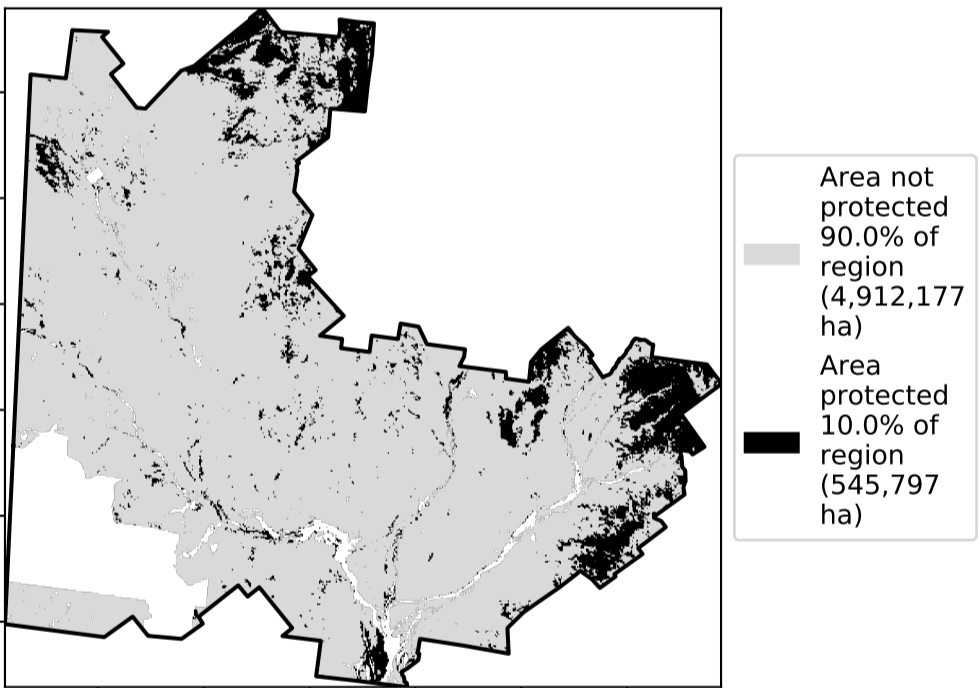 Area not
protected
90.0% of
region
(4,912,177
ha)
Area
protected
10.0% of
region
(545,797
ha)